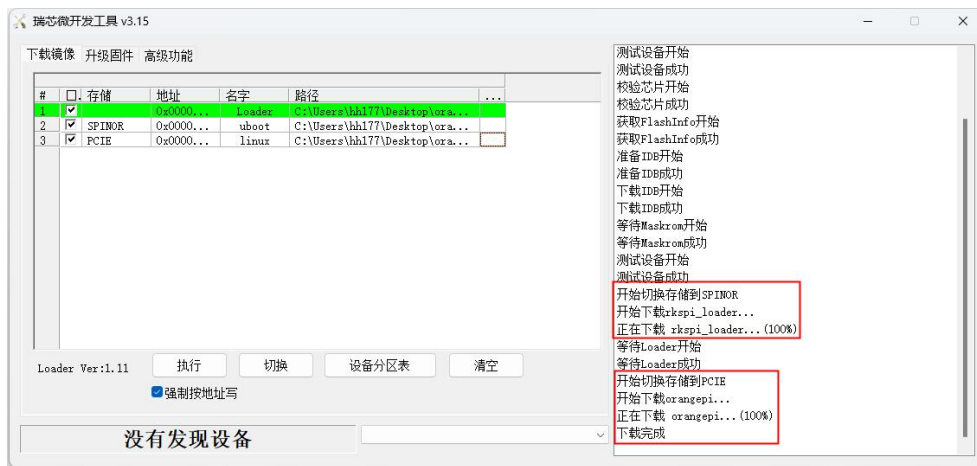 瑞芯微开发工具 v3.15
下载镜像 升级固件 高级功能
# 存储 地址 名字 路径 ...
1 0x0000... Loader C:\Users\hh177\Desktop\ora...
2 SPINOR 0x0000... uboot C:\Users\hh177\Desktop\ora...
3 PCIE 0x0000... linux C:\Users\hh177\Desktop\ora...
Loader Ver:1.11 执行 切换 设备分区表 清空
强制按地址写
没有发现设备
测试设备开始
测试设备成功
校验芯片开始
校验芯片成功
获取FlashInfo开始
获取FlashInfo成功
准备IDB开始
准备IDB成功
下载IDB开始
下载IDB成功
等待Maskrom开始
等待Maskrom成功
测试设备开始
测试设备成功
开始切换存储到SPINOR
开始下载rkspi_loader...
正在下载 rkspi_loader...(100%)
等待Loader开始
等待Loader成功
开始切换存储到PCIE
开始下载orangepi...
正在下载 orangepi...(100%)
下载完成